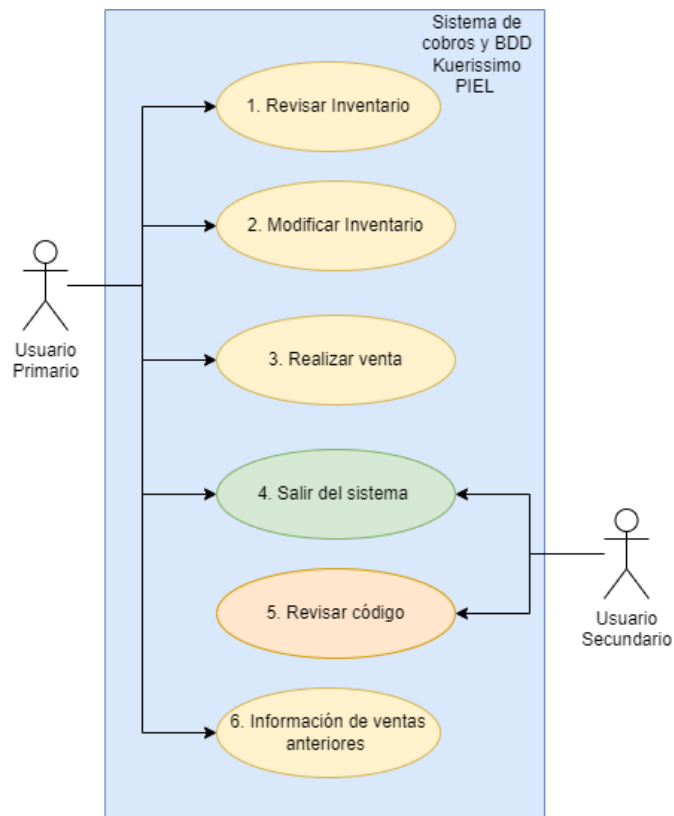 Sistema de
cobros y BDD
Kuerissimo
PIEL
1. Revisar Inventario
2. Modificar Inventario
Usuario
Primario
3. Realizar venta
4. Salir del sistema
5. Revisar código
Usuario
Secundario
6. Información de ventas
anteriores